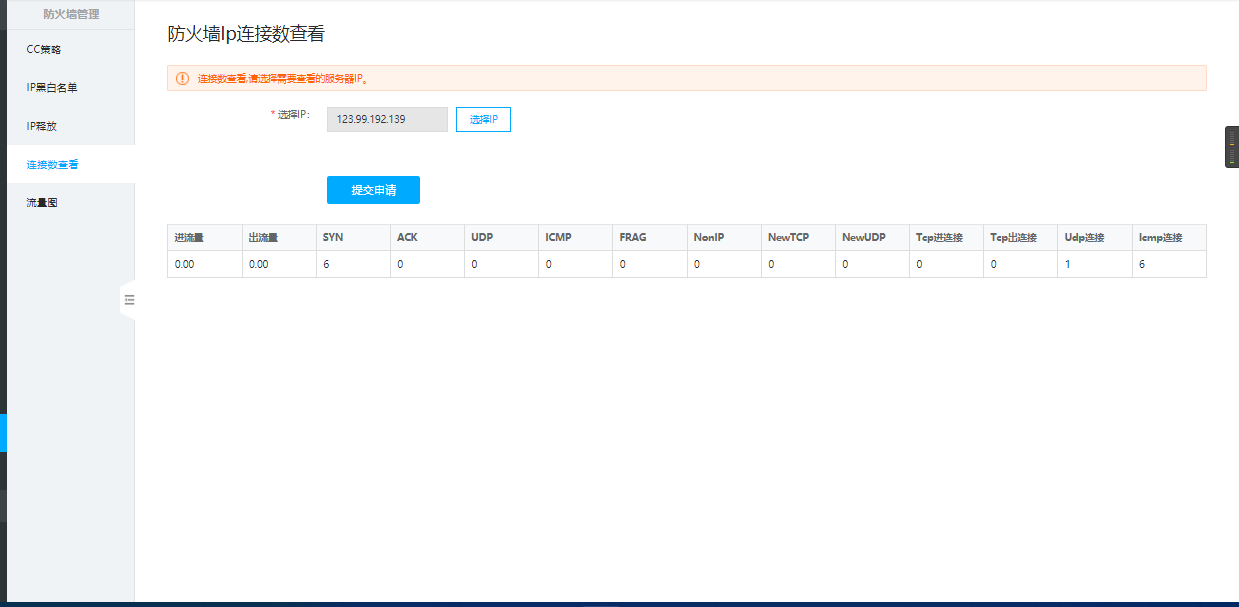 防火墙管理
CC策略
IP黑白名单
IP释放
连接数查看
流量图
防火墙Ip连接数查看
连接数查看,请选择需要查看的服务器IP。
* 选择IP: 123.99.192.139 选择IP
提交申请
进流量 出流量 SYN ACK UDP ICMP FRAG NonIP NewTCP NewUDP Tcp进连接 Tcp出连接 Udp连接 Icmp连接
0.00 0.00 6 0 0 0 0 0 0 0 0 0 1 6